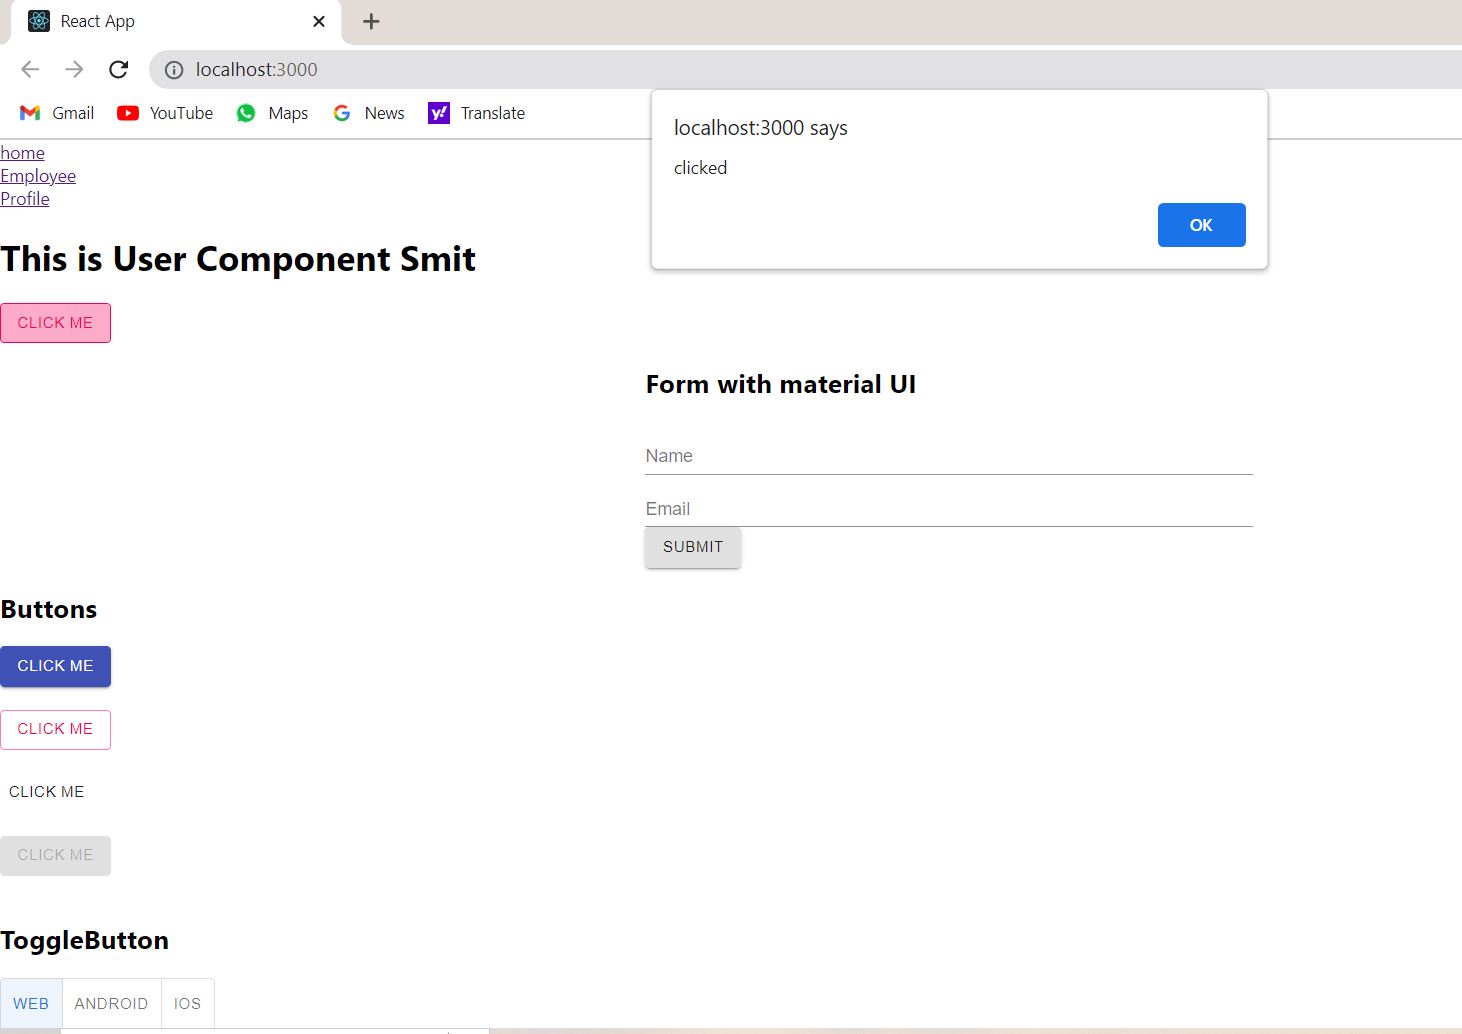 React App
localhost:3000
Gmail YouTube Maps News Translate
localhost:3000 says
clicked
OK
home
Employee
Profile
This is User Component Smit
CLICK ME
Form with material UI
Name
Email
SUBMIT
Buttons
CLICK ME
CLICK ME
CLICK ME
CLICK ME
ToggleButton
WEB ANDROID IOS